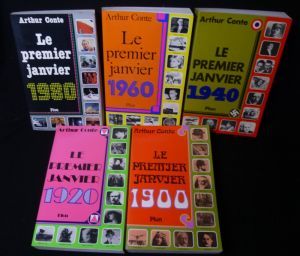 Arthur Conte
Le
premier
janvier
1980
Plon
Arthur Conte
Le
premier
janvier
1960
Plon
Arthur Conte
LE
PREMIER
JANVIER
1940
Plon
Arthur Conte
LE
PREMIER
JANVIER
1920
Plon
Arthur Conte
LE
PREMIER
JANVIER
1900
Plon